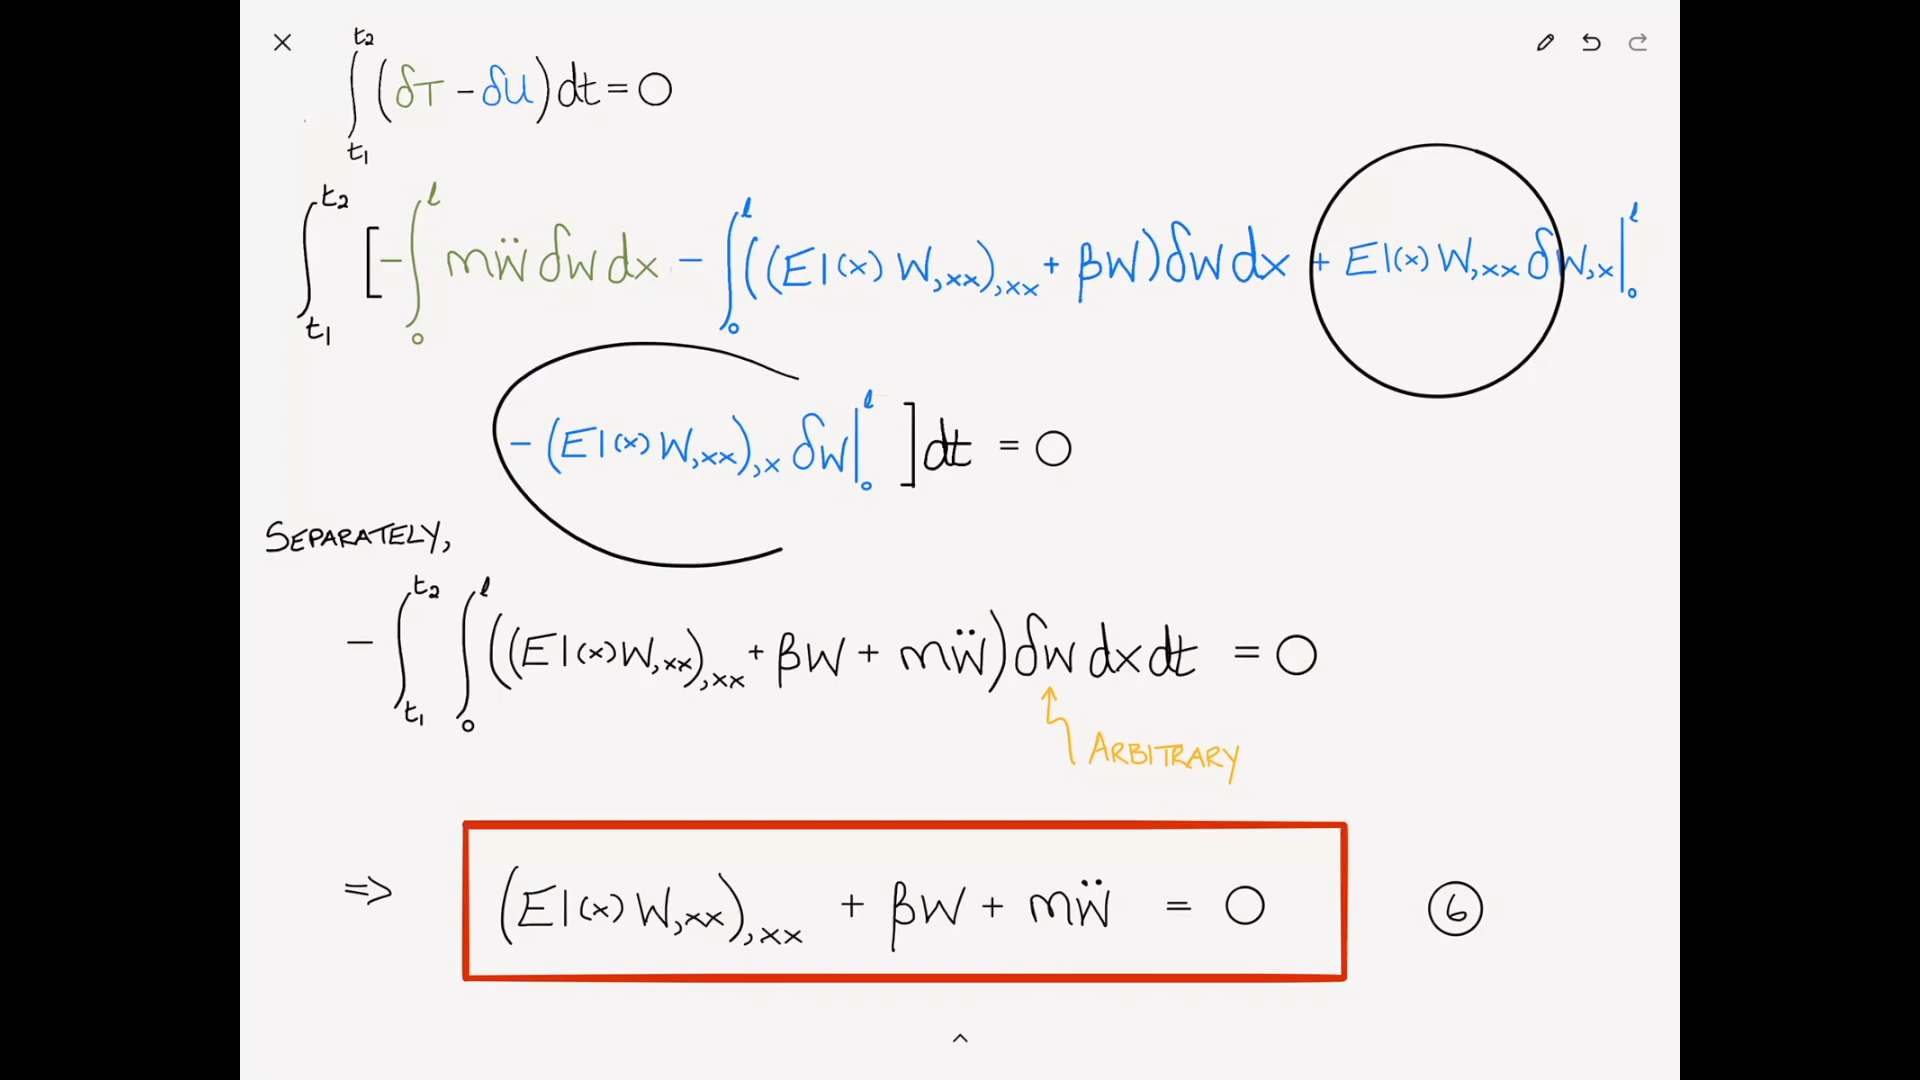 ∫_{t₁}^{t₂} (δT − δU) dt = 0
∫_{t₁}^{t₂} [ −∫_0^l mẅ δw dx − ∫_0^l ((EI(x) w,xx),xx + βw) δw dx + EI(x) w,xx δw,x |_0^l
− (EI(x) w,xx),x δw |_0^l ] dt = 0
SEPARATELY,
− ∫_{t₁}^{t₂} ∫_0^l ((EI(x) w,xx),xx + βw + mẅ) δw dx dt = 0
ARBITRARY
=> (EI(x) w,xx),xx + βw + mẅ = 0 ⑥